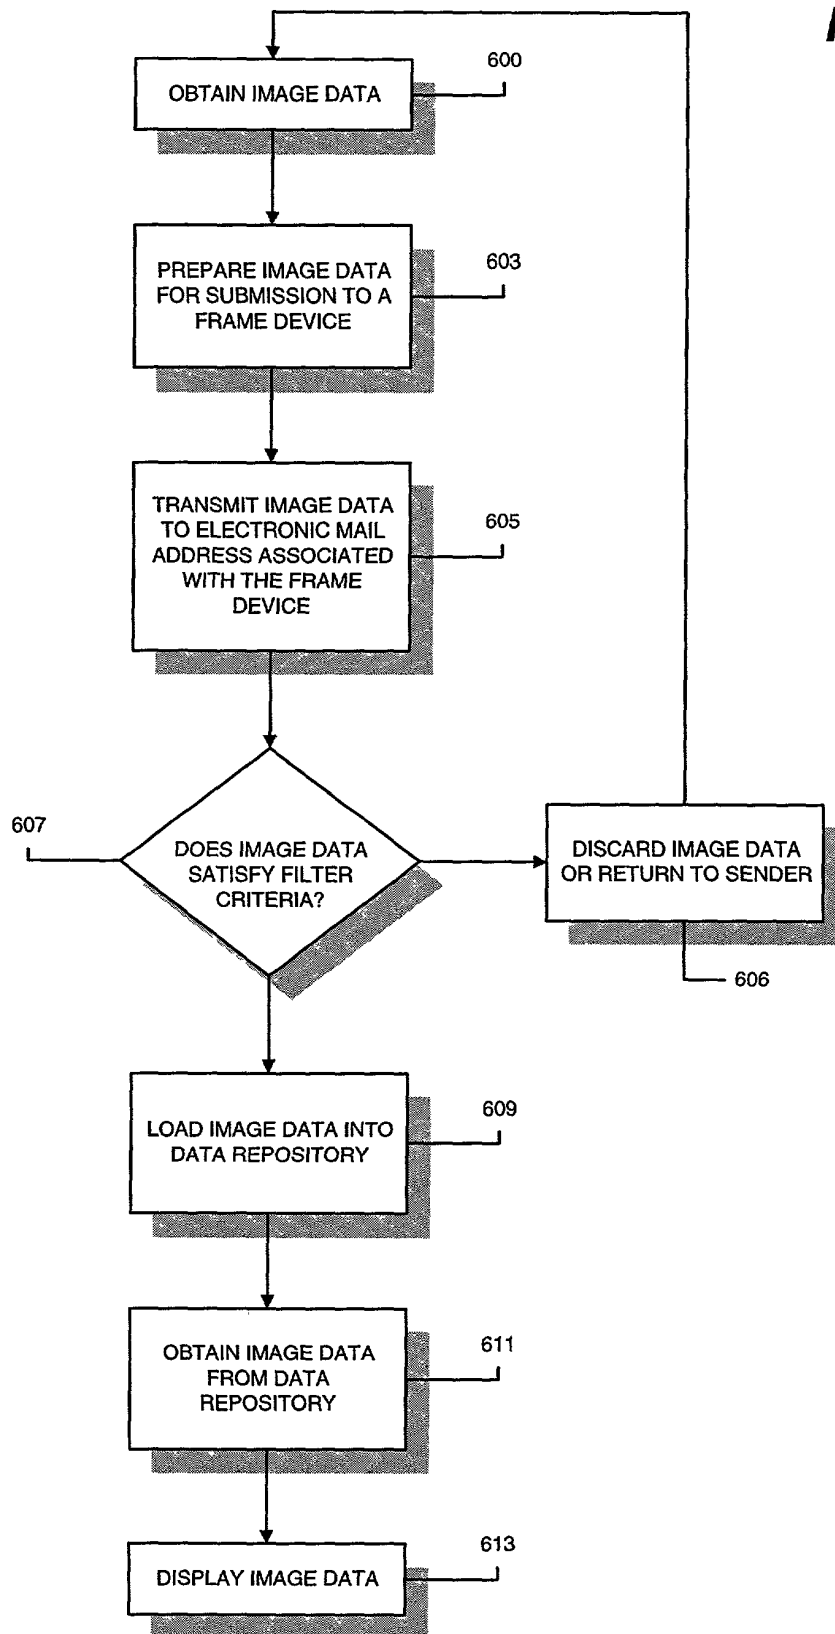 600
OBTAIN IMAGE DATA
PREPARE IMAGE DATA
FOR SUBMISSION TO A
FRAME DEVICE
603
TRANSMIT IMAGE DATA
TO ELECTRONIC MAIL
ADDRESS ASSOCIATED
WITH THE FRAME
DEVICE
605
607
DOES IMAGE DATA
SATISFY FILTER
CRITERIA?
DISCARD IMAGE DATA
OR RETURN TO SENDER
606
LOAD IMAGE DATA INTO
DATA REPOSITORY
609
OBTAIN IMAGE DATA
FROM DATA
REPOSITORY
611
DISPLAY IMAGE DATA
613